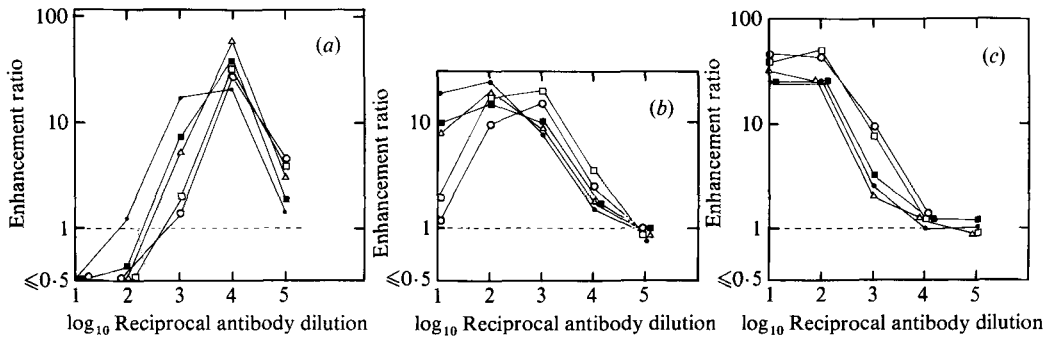 100
10
1
⩽0·5
Enhancement ratio
(a)
1 2 3 4 5
log10 Reciprocal antibody dilution
10
1
⩽0·5
Enhancement ratio
(b)
1 2 3 4 5
log10 Reciprocal antibody dilution
100
10
1
⩽0·5
Enhancement ratio
(c)
1 2 3 4 5
log10 Reciprocal antibody dilution